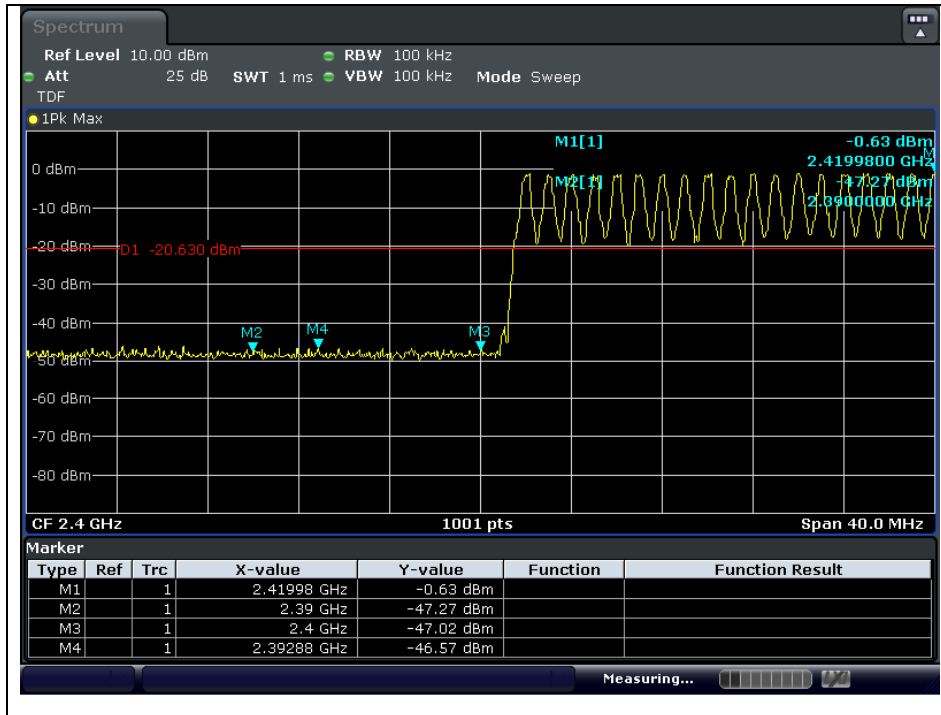 Spectrum
Ref Level 10.00 dBm RBW 100 kHz
Att 25 dB SWT 1 ms VBW 100 kHz Mode Sweep
TDF
1Pk Max
M1[1] -0.63 dBm
2.4199800 GHz
M2[1] -47.27 dBm
2.3900000 GHz
0 dBm
-10 dBm
-20 dBm
D1 -20.630 dBm
-30 dBm
-40 dBm
M2 M4 M3
-50 dBm
-60 dBm
-70 dBm
-80 dBm
CF 2.4 GHz 1001 pts Span 40.0 MHz
Marker
Type Ref Trc X-value Y-value Function Function Result
M1 1 2.41998 GHz -0.63 dBm
M2 1 2.39 GHz -47.27 dBm
M3 1 2.4 GHz -47.02 dBm
M4 1 2.39288 GHz -46.57 dBm
Measuring...